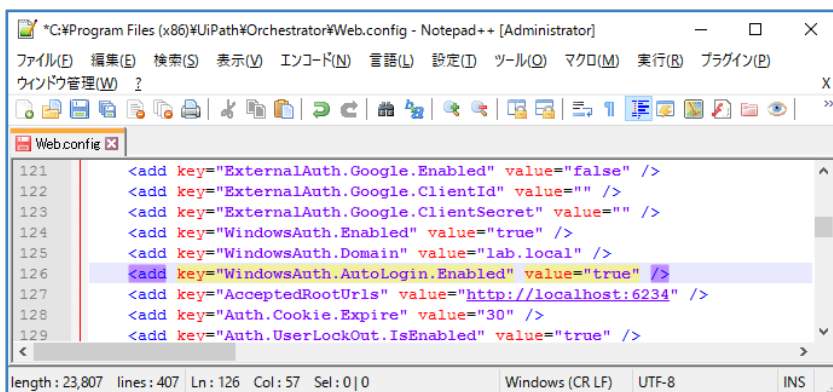 *C:¥Program Files (x86)¥UiPath¥Orchestrator¥Web.config - Notepad++ [Administrator]
ファイル(F) 編集(E) 検索(S) 表示(V) エンコード(N) 言語(L) 設定(T) ツール(O) マクロ(M) 実行(R) プラグイン(P)
ウインドウ管理(W) ? X
Web.config
121 <add key="ExternalAuth.Google.Enabled" value="false" />
122 <add key="ExternalAuth.Google.ClientId" value="" />
123 <add key="ExternalAuth.Google.ClientSecret" value="" />
124 <add key="WindowsAuth.Enabled" value="true" />
125 <add key="WindowsAuth.Domain" value="lab.local" />
126 <add key="WindowsAuth.AutoLogin.Enabled" value="true" />
127 <add key="AcceptedRootUrls" value="http://localhost:6234" />
128 <add key="Auth.Cookie.Expire" value="30" />
129 <add key="Auth.UserLockOut.IsEnabled" value="true" />
length : 23,807 lines : 407 Ln : 126 Col : 57 Sel : 0 | 0 Windows (CR LF) UTF-8 INS